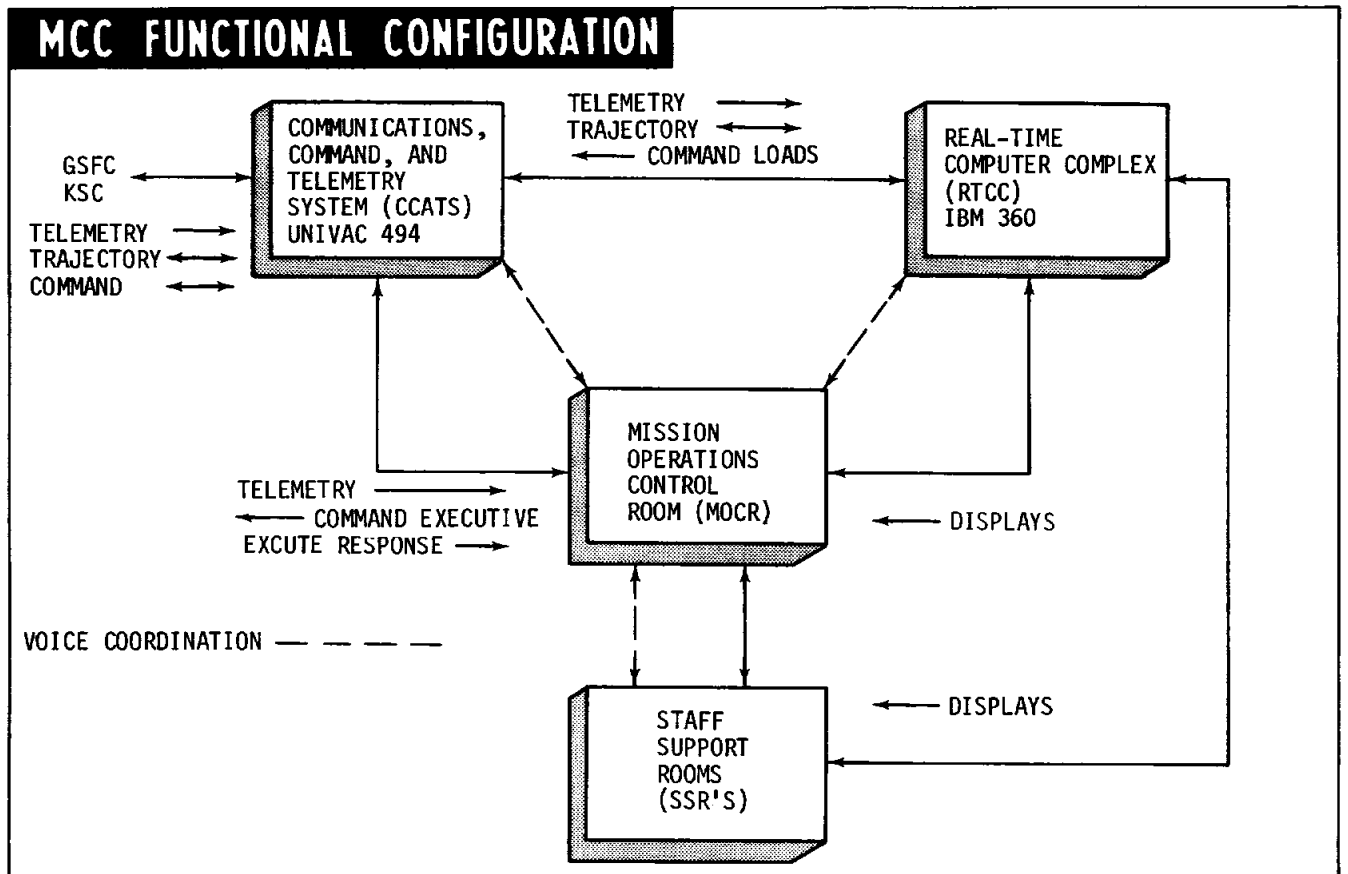 MCC FUNCTIONAL CONFIGURATION
COMMUNICATIONS,
COMMAND, AND
TELEMETRY
SYSTEM (CCATS)
UNIVAC 494
TELEMETRY
TRAJECTORY
COMMAND LOADS
REAL-TIME
COMPUTER COMPLEX
(RTCC)
IBM 360
GSFC
KSC
TELEMETRY
TRAJECTORY
COMMAND
MISSION
OPERATIONS
CONTROL
ROOM (MOCR)
TELEMETRY
COMMAND EXECUTIVE
EXCUTE RESPONSE
DISPLAYS
VOICE COORDINATION
STAFF
SUPPORT
ROOMS
(SSR'S)
DISPLAYS